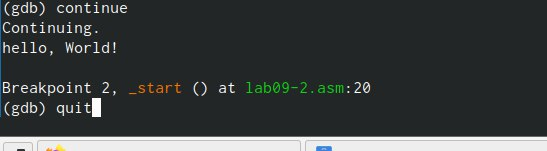 (gdb) continue
Continuing.
hello, World!
Breakpoint 2, _start () at lab09-2.asm:20
(gdb) quit